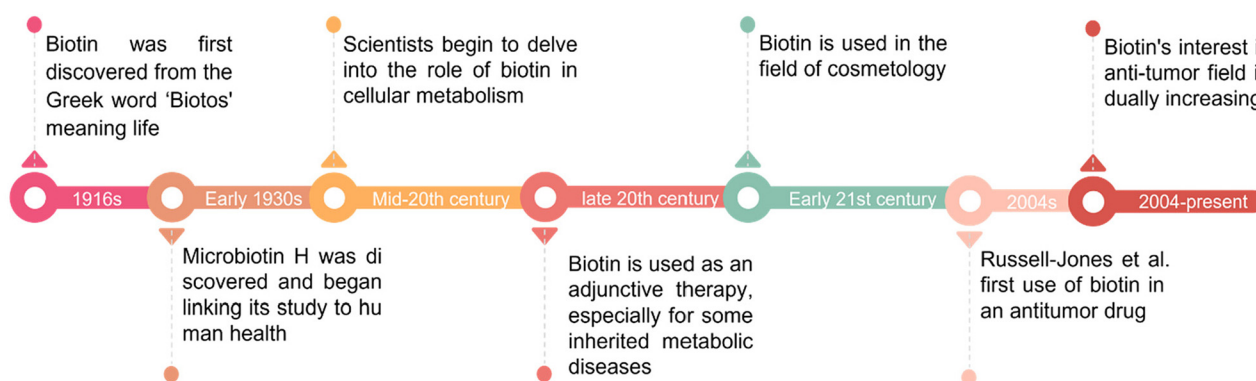 Biotin was first
discovered from the
Greek word ‘Biotos'
meaning life
Scientists begin to delve
into the role of biotin in
cellular metabolism
Biotin is used in the
field of cosmetology
Biotin's interest
anti-tumor field
dually increasing
1916s
Early 1930s
Mid-20th century
late 20th century
Early 21st century
2004s
2004-present
Microbiotin H was di
scovered and began
linking its study to hu
man health
Biotin is used as an
adjunctive therapy,
especially for some
inherited metabolic
diseases
Russell-Jones et al.
first use of biotin in
an antitumor drug